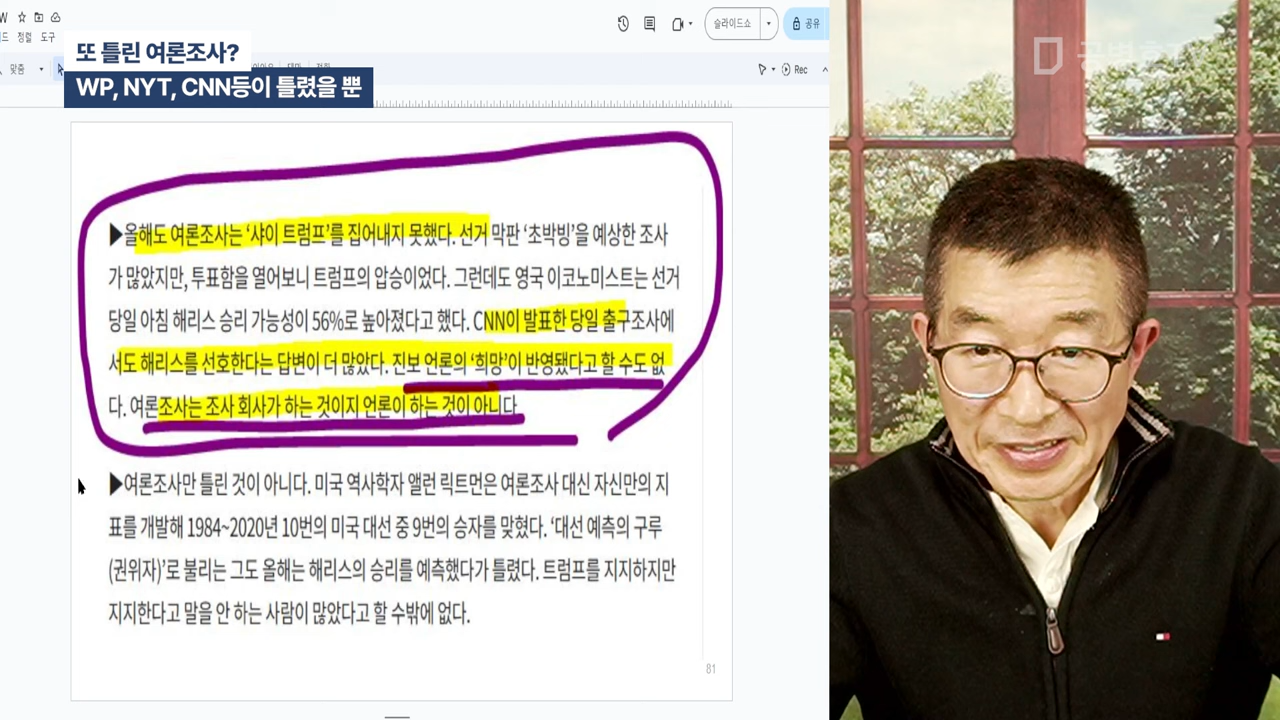 정렬
도구
슬라이드쇼
공유
맞춤
Rec
또 틀린 여론조사?
WP, NYT, CNN등이 틀렸을 뿐
▶올해도 여론조사는 ‘샤이 트럼프’를 집어내지 못했다. 선거 막판 ‘초박빙’을 예상한 조사
가 많았지만, 투표함을 열어보니 트럼프의 압승이었다. 그런데도 영국 이코노미스트는 선거
당일 아침 해리스 승리 가능성이 56%로 높아졌다고 했다. CNN이 발표한 당일 출구조사에
서도 해리스를 선호한다는 답변이 더 많았다. 진보 언론의 ‘희망’이 반영됐다고 할 수도 없
다. 여론조사는 조사 회사가 하는 것이지 언론이 하는 것이 아니다.
▶여론조사만 틀린 것이 아니다. 미국 역사학자 앨런 릭트먼은 여론조사 대신 자신만의 지
표를 개발해 1984~2020년 10번의 미국 대선 중 9번의 승자를 맞혔다. ‘대선 예측의 구루
(권위자)’로 불리는 그도 올해는 해리스의 승리를 예측했다가 틀렸다. 트럼프를 지지하지만
지지한다고 말을 안 하는 사람이 많았다고 할 수밖에 없다.
81